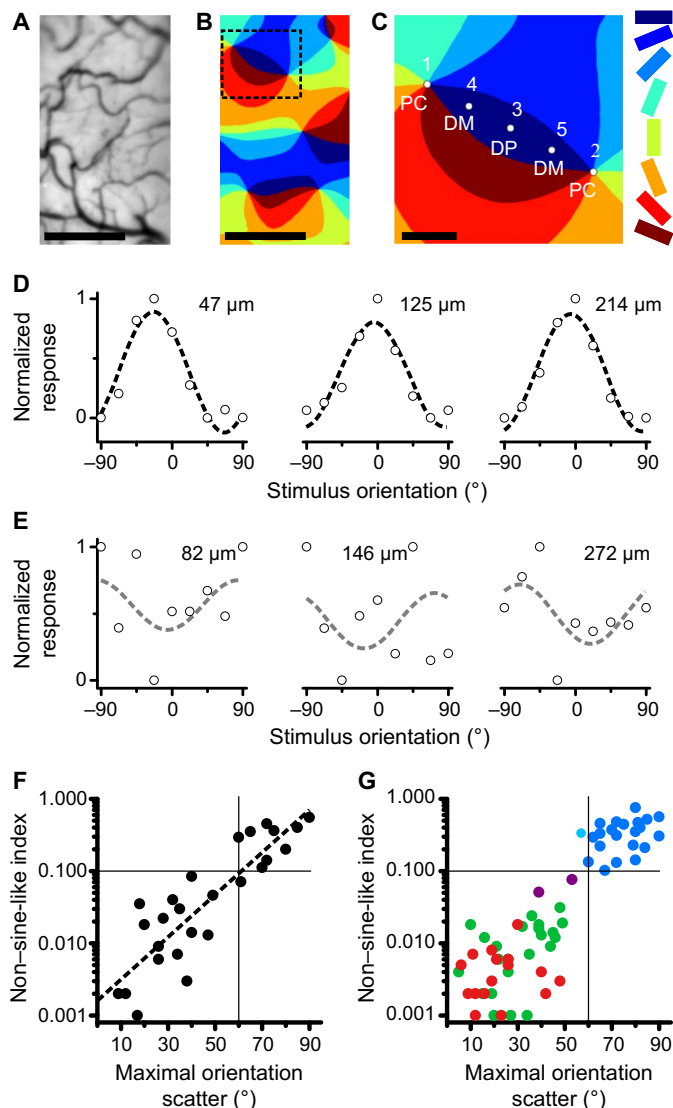 A
B
C
1
PC
4
DM
3
DP
5
DM
2
PC
D
47 µm
125 µm
214 µm
Normalized
response
1
0
–90 0 90
–90 0 90
–90 0 90
Stimulus orientation (°)
E
82 µm
146 µm
272 µm
Normalized
response
1
0
–90 0 90
–90 0 90
–90 0 90
Stimulus orientation (°)
F
Non–sine-like index
1.000
0.100
0.010
0.001
10 30 50 70 90
Maximal orientation
scatter (°)
G
Non–sine-like index
1.000
0.100
0.010
0.001
10 30 50 70 90
Maximal orientation
scatter (°)